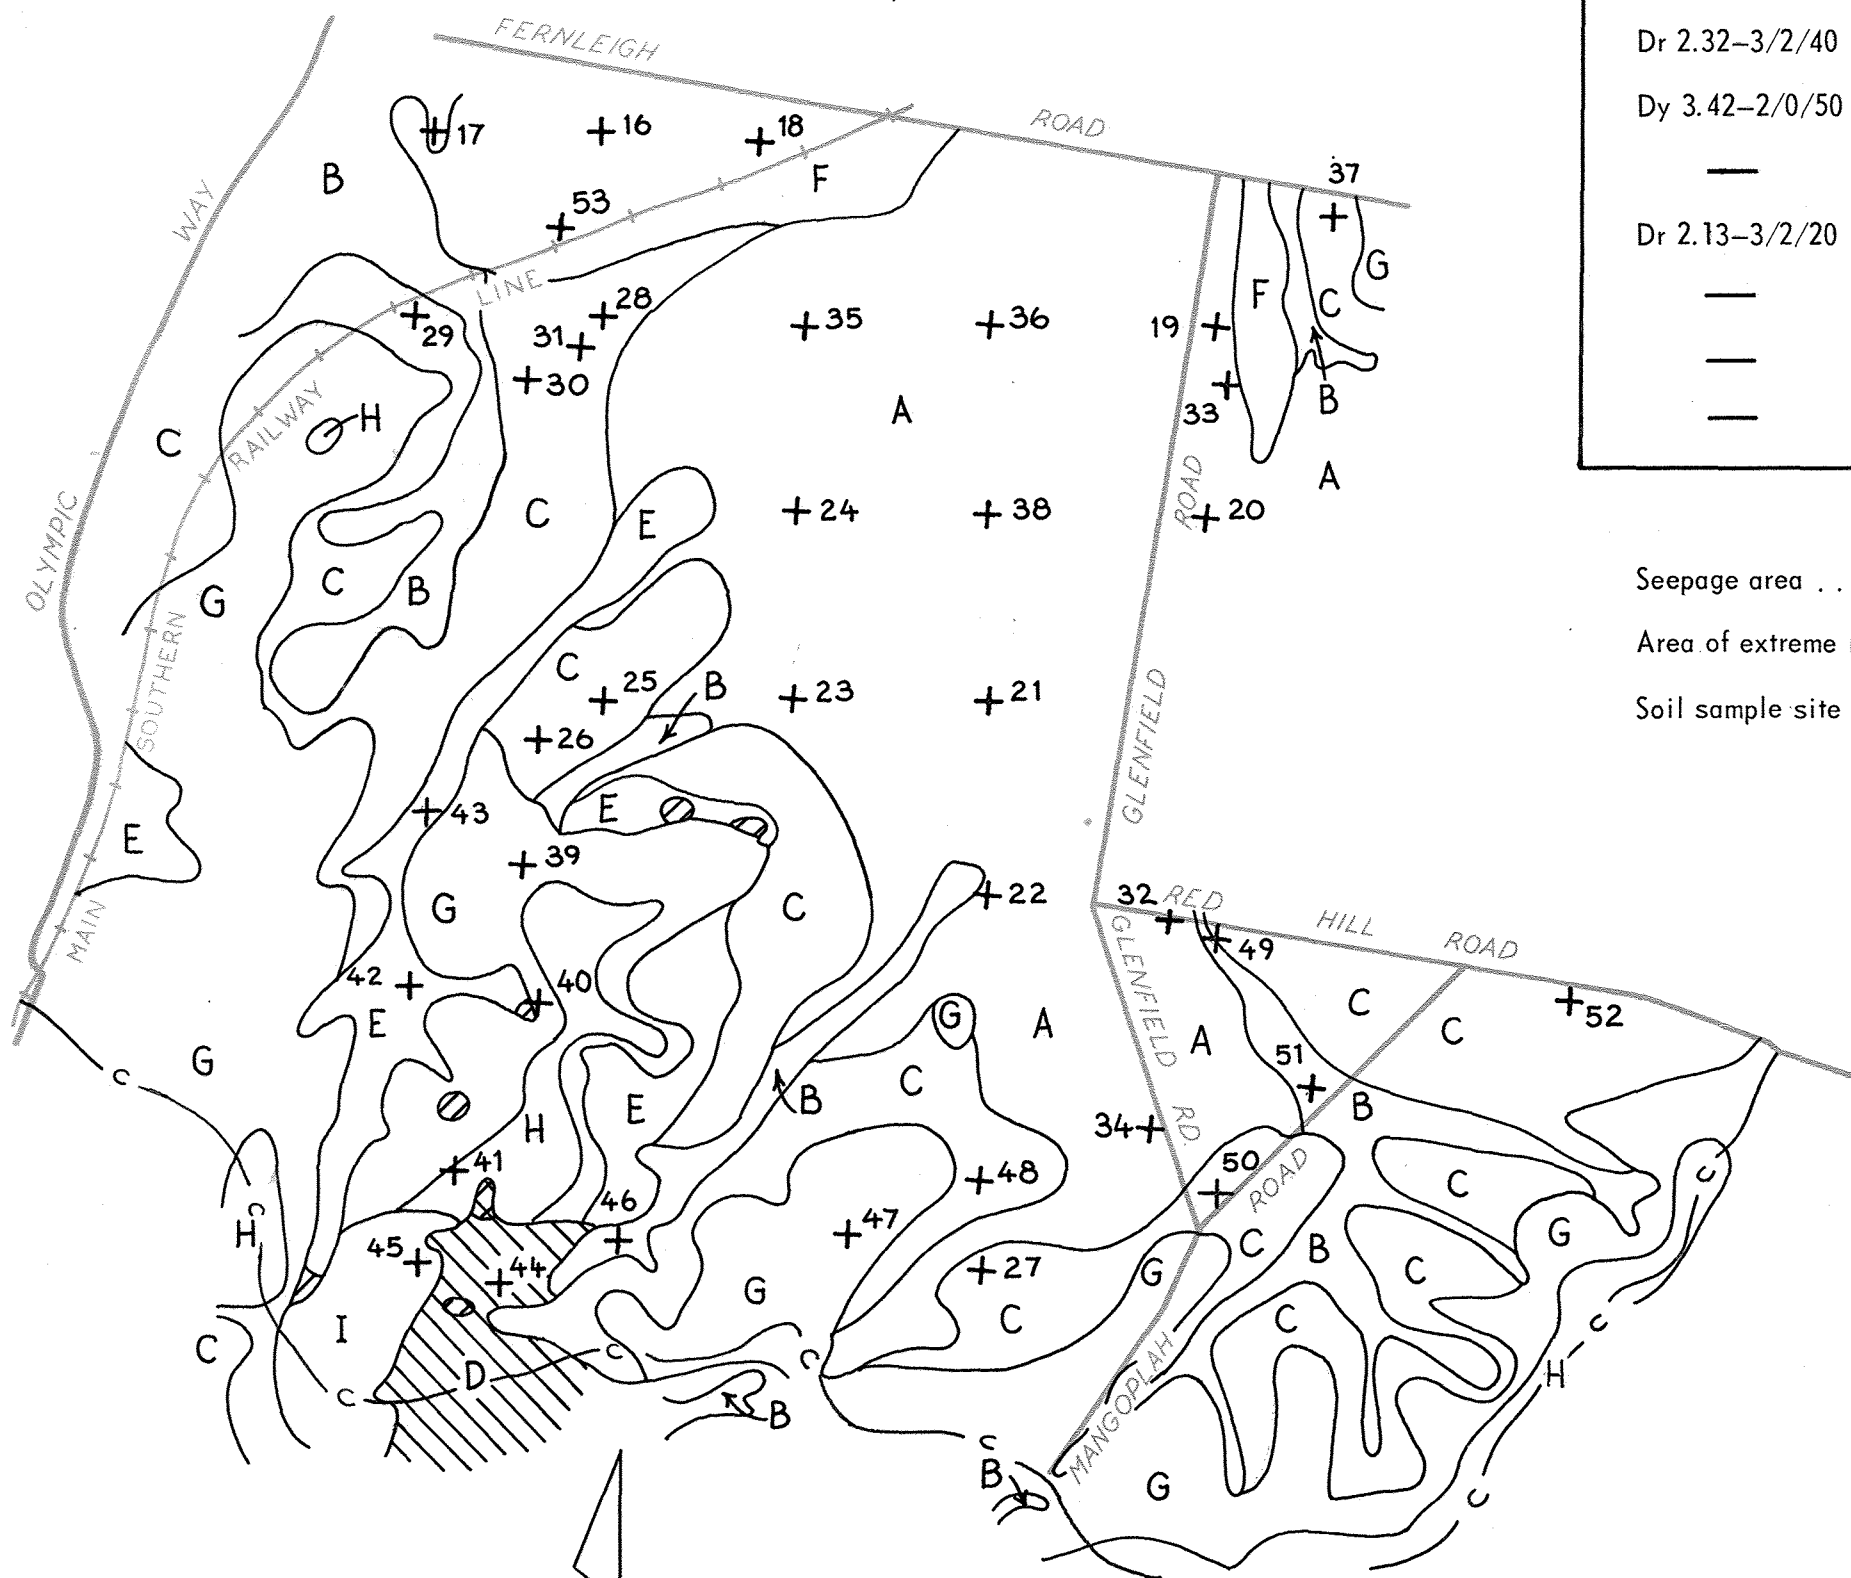 FERNLEIGH ROAD
Dr 2.32–3/2/40
Dy 3.42–2/0/50
—
Dr 2.13–3/2/20
—
—
—
17
16
18
B
F
53
37
WAY
LINE
28
29
31
30
35
36
19
F
C
G
33
B
A
A
H
C
RAILWAY
C
E
24
38
ROAD
20
OLYMPIC
G
C
B
Seepage area . .
Area of extreme
Soil sample site
C
25
B
23
21
26
SOUTHERN
GLENFIELD
43
E
E
39
G
C
22
32
RED HILL ROAD
49
MAIN
42
40
E
G
A
GLENFIELD RD.
A
C
C
52
G
51
C
C
B
B
H
E
34
41
46
48
50
ROAD
C
C
C
H
45
44
47
27
G
C
B
G
G
C
I
G
C
C
C
C
D
C
C
H
C
B
MANGOPLAH
C
B
G
C